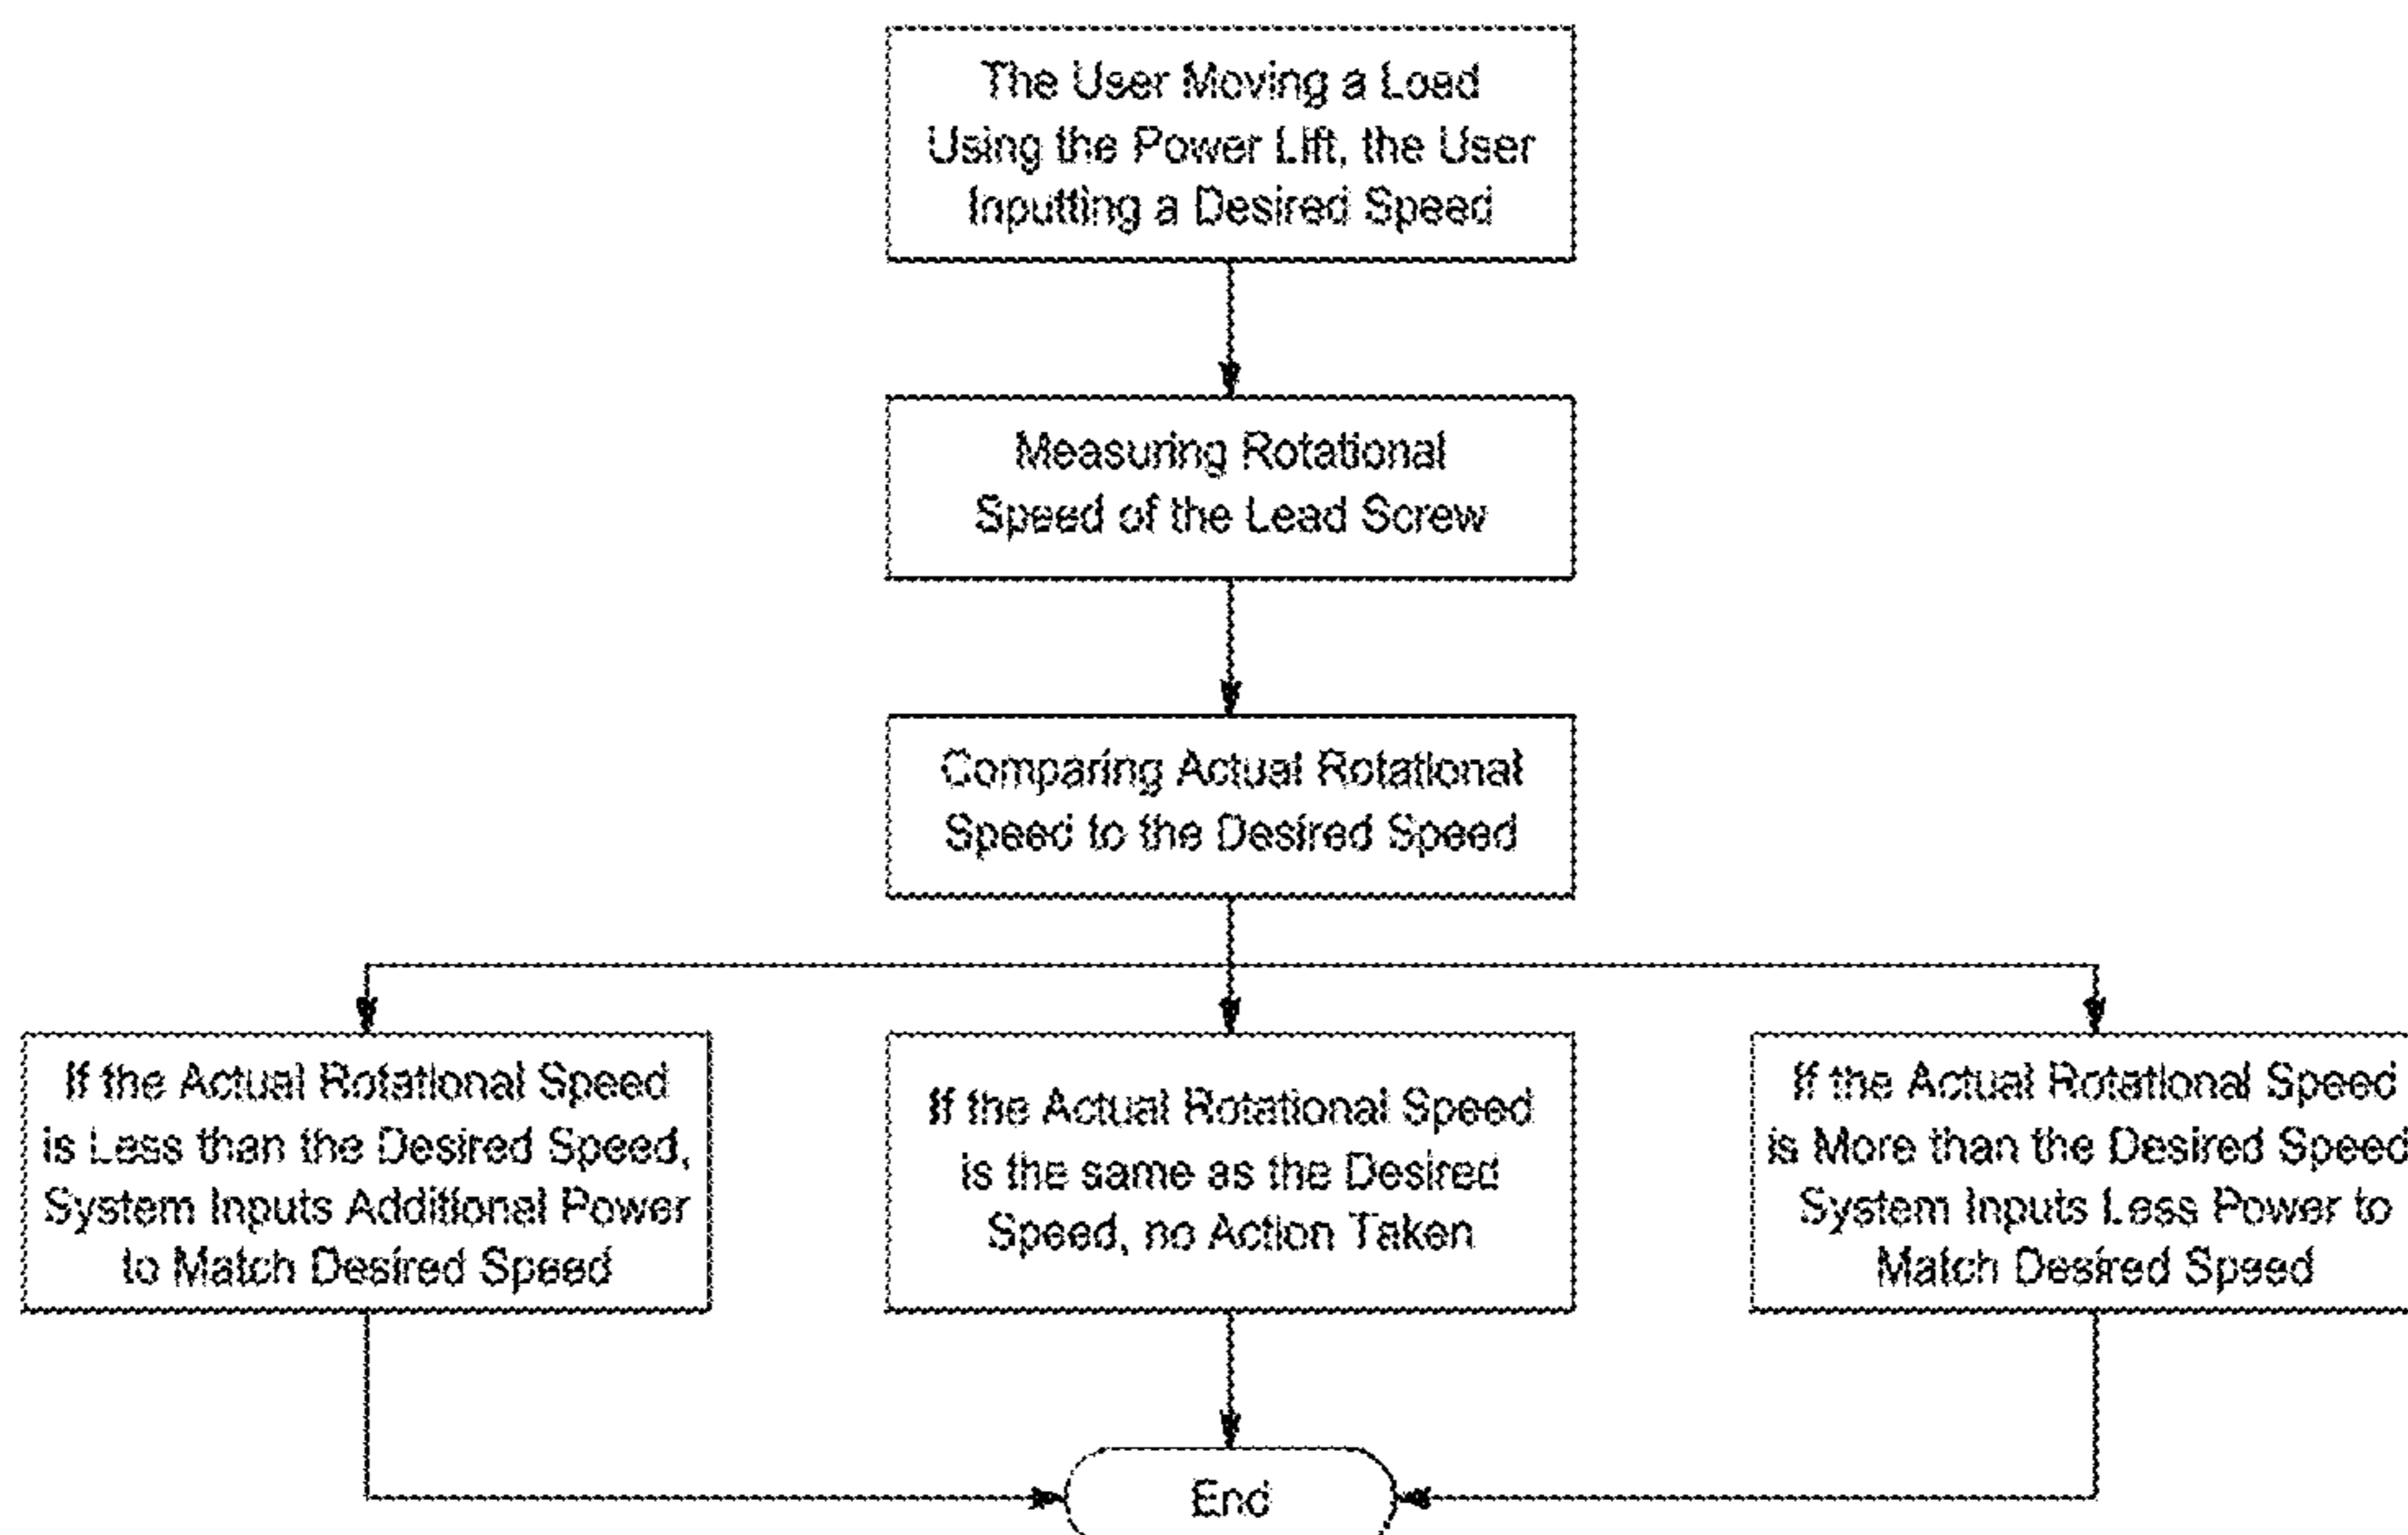 The User Moving a Load
Using the Power Lift, the User
Inputting a Desired Speed
Measuring Rotational
Speed of the Lead Screw
Comparing Actual Rotational
Speed to the Desired Speed
If the Actual Rotational Speed
is Less than the Desired Speed,
System Inputs Additional Power
to Match Desired Speed
If the Actual Rotational Speed
is the same as the Desired
Speed, no Action Taken
If the Actual Rotational Speed
is More than the Desired Speed
System Inputs Less Power to
Match Desired Speed
End